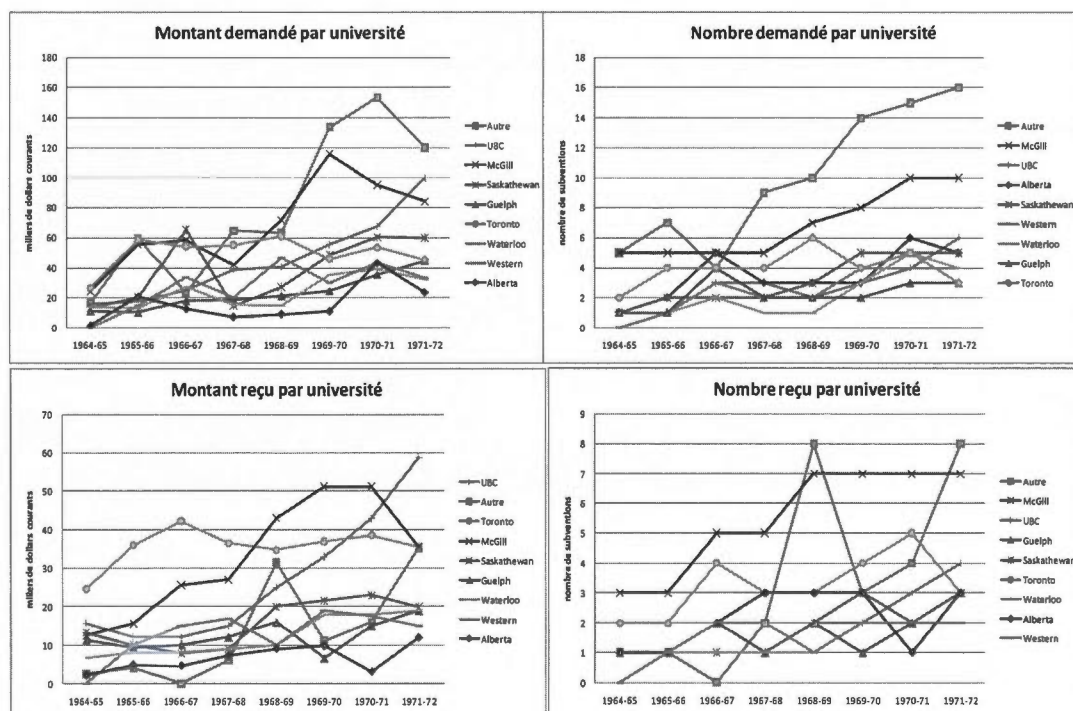 Montant demandé par université
180
160
140
120
100
80
60
40
20
0
milliers de dollars courants
1964-65 1965-66 1966-67 1967-68 1968-69 1969-70 1970-71 1971-72
Autre
UBC
McGill
Saskathewan
Guelph
Toronto
Waterloo
Western
Alberta
Nombre demandé par université
18
16
14
12
10
8
6
4
2
0
nombre de subventions
1964-65 1965-66 1966-67 1967-68 1968-69 1969-70 1970-71 1971-72
Autre
McGill
UBC
Alberta
Saskathewan
Western
Waterloo
Guelph
Toronto
Montant reçu par université
70
60
50
40
30
20
10
0
milliers de dollars courants
1964-65 1965-66 1966-67 1967-68 1968-69 1969-70 1970-71 1971-72
UBC
Autre
Toronto
McGill
Saskathewan
Guelph
Waterloo
Western
Alberta
Nombre reçu par université
9
8
7
6
5
4
3
2
1
0
nombre de subventions
1964-65 1965-66 1966-67 1967-68 1968-69 1969-70 1970-71 1971-72
Autre
McGill
UBC
Guelph
Saskathewan
Toronto
Waterloo
Alberta
Western